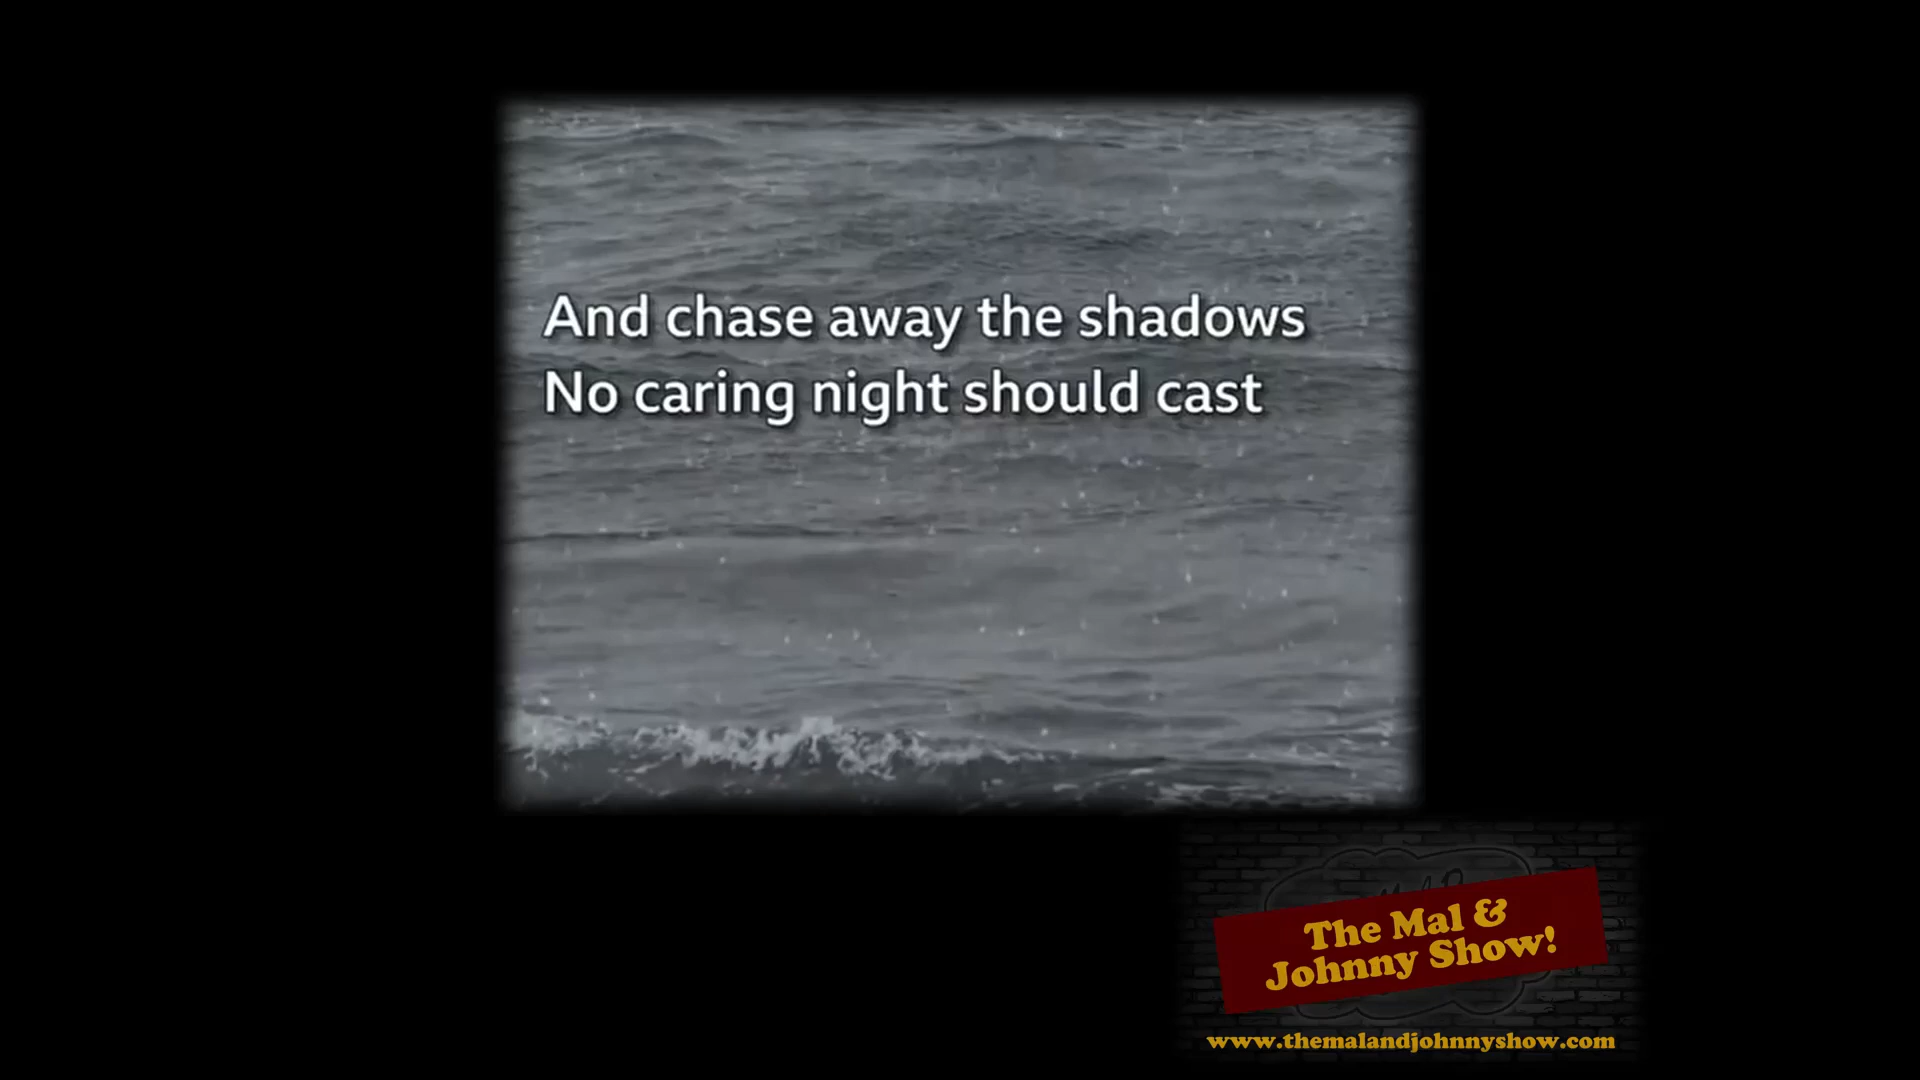 And chase away the shadows
No caring night should cast
The Mal &
Johnny Show!
www.themalandjohnnyshow.com